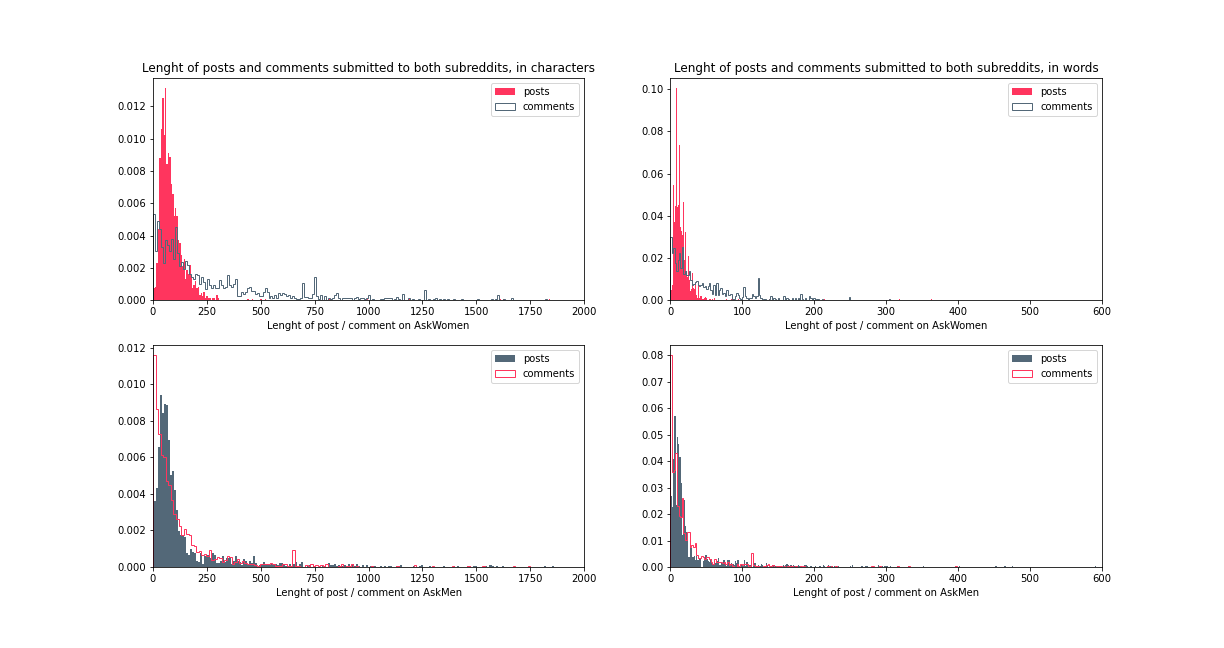 Lenght of posts and comments submitted to both subreddits, in characters
posts
comments
0.012
0.010
0.008
0.006
0.004
0.002
0.000
0 250 500 750 1000 1250 1500 1750 2000
Lenght of post / comment on AskWomen
Lenght of posts and comments submitted to both subreddits, in words
posts
comments
0.10
0.08
0.06
0.04
0.02
0.00
0 100 200 300 400 500 600
Lenght of post / comment on AskWomen
posts
comments
0.012
0.010
0.008
0.006
0.004
0.002
0.000
0 250 500 750 1000 1250 1500 1750 2000
Lenght of post / comment on AskMen
posts
comments
0.08
0.07
0.06
0.05
0.04
0.03
0.02
0.01
0.00
0 100 200 300 400 500 600
Lenght of post / comment on AskMen